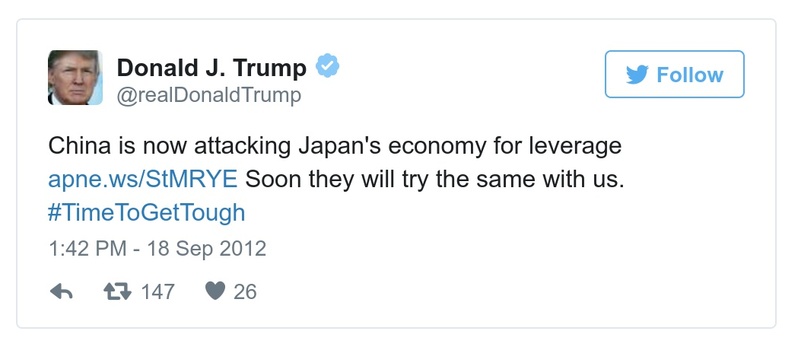 Donald J. Trump
@realDonaldTrump
Follow
China is now attacking Japan's economy for leverage
apne.ws/StMRYE Soon they will try the same with us.
#TimeToGetTough
1:42 PM - 18 Sep 2012
147 26